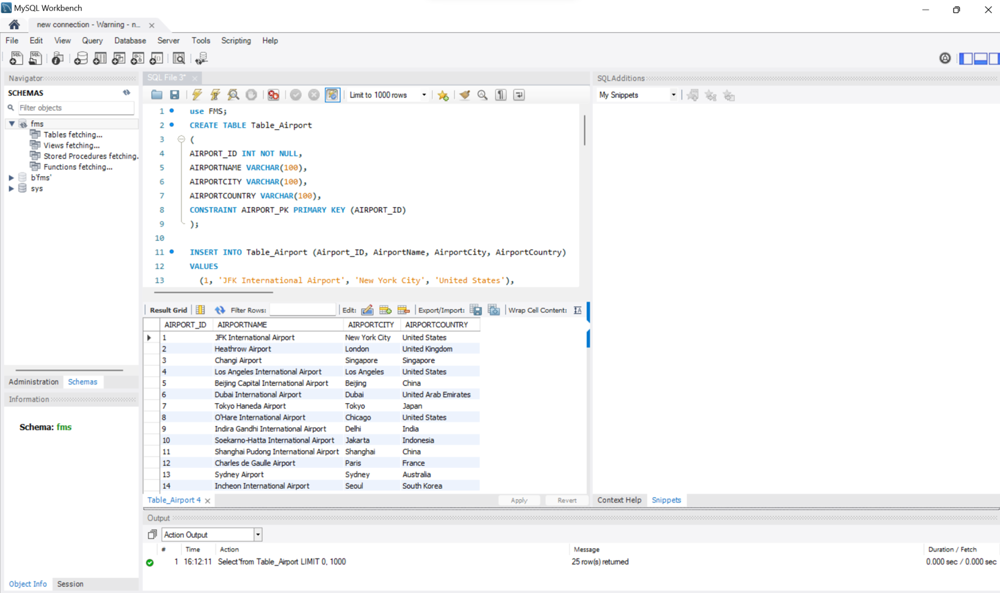 MySQL Workbench
new connection - Warning - n...
File Edit View Query Database Server Tools Scripting Help
Navigator
SCHEMAS
Filter objects
fms
Tables fetching...
Views fetching...
Stored Procedures fetching.
Functions fetching...
b'fms'
sys
Administration Schemas
Information
Schema: fms
Object Info Session
SQL File 3*
Limit to 1000 rows
1 use FMS;
2 CREATE TABLE Table_Airport
3 (
4 AIRPORT_ID INT NOT NULL,
5 AIRPORTNAME VARCHAR(100),
6 AIRPORTCITY VARCHAR(100),
7 AIRPORTCOUNTRY VARCHAR(100),
8 CONSTRAINT AIRPORT_PK PRIMARY KEY (AIRPORT_ID)
9 );
10
11 INSERT INTO Table_Airport (Airport_ID, AirportName, AirportCity, AirportCountry)
12 VALUES
13 (1, 'JFK International Airport', 'New York City', 'United States'),
Result Grid Filter Rows: Edit: Export/Import: Wrap Cell Content: IA
AIRPORT_ID AIRPORTNAME AIRPORTCITY AIRPORTCOUNTRY
1 JFK International Airport New York City United States
2 Heathrow Airport London United Kingdom
3 Changi Airport Singapore Singapore
4 Los Angeles International Airport Los Angeles United States
5 Beijing Capital International Airport Beijing China
6 Dubai International Airport Dubai United Arab Emirates
7 Tokyo Haneda Airport Tokyo Japan
8 O'Hare International Airport Chicago United States
9 Indira Gandhi International Airport Delhi India
10 Soekarno-Hatta International Airport Jakarta Indonesia
11 Shanghai Pudong International Airport Shanghai China
12 Charles de Gaulle Airport Paris France
13 Sydney Airport Sydney Australia
14 Incheon International Airport Seoul South Korea
Table_Airport 4 Apply Revert
SQLAdditions
My Snippets
Context Help Snippets
Output
Action Output
# Time Action Message Duration / Fetch
1 16:12:11 Select*from Table_Airport LIMIT 0, 1000 25 row(s) returned 0.000 sec / 0.000 sec